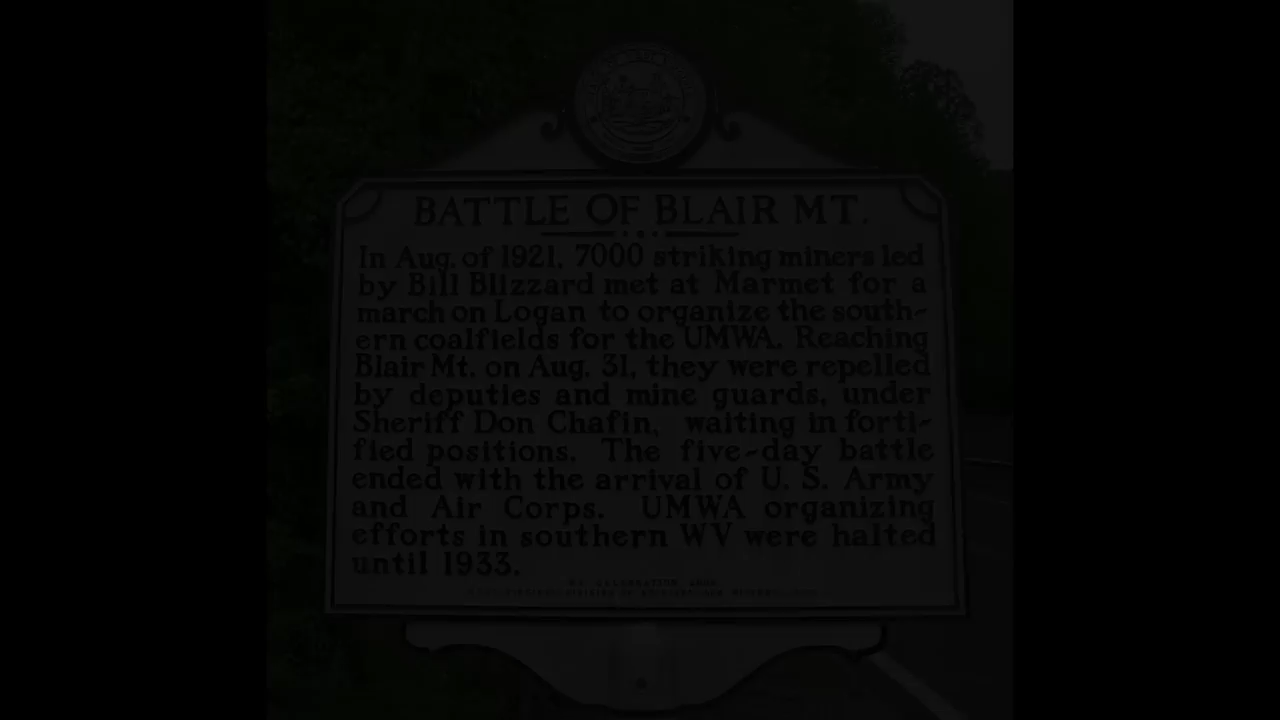 BATTLE OF BLAIR MT.
In Aug. of 1921, 7000 striking miners led
by Bill Blizzard met at Marmet for a
march on Logan to organize the south-
ern coalfields for the UMWA. Reaching
Blair Mt. on Aug. 31, they were repelled
by deputies and mine guards, under
Sheriff Don Chafin, waiting in forti-
fied positions. The five-day battle
ended with the arrival of U. S. Army
and Air Corps. UMWA organizing
efforts in southern WV were halted
until 1933.